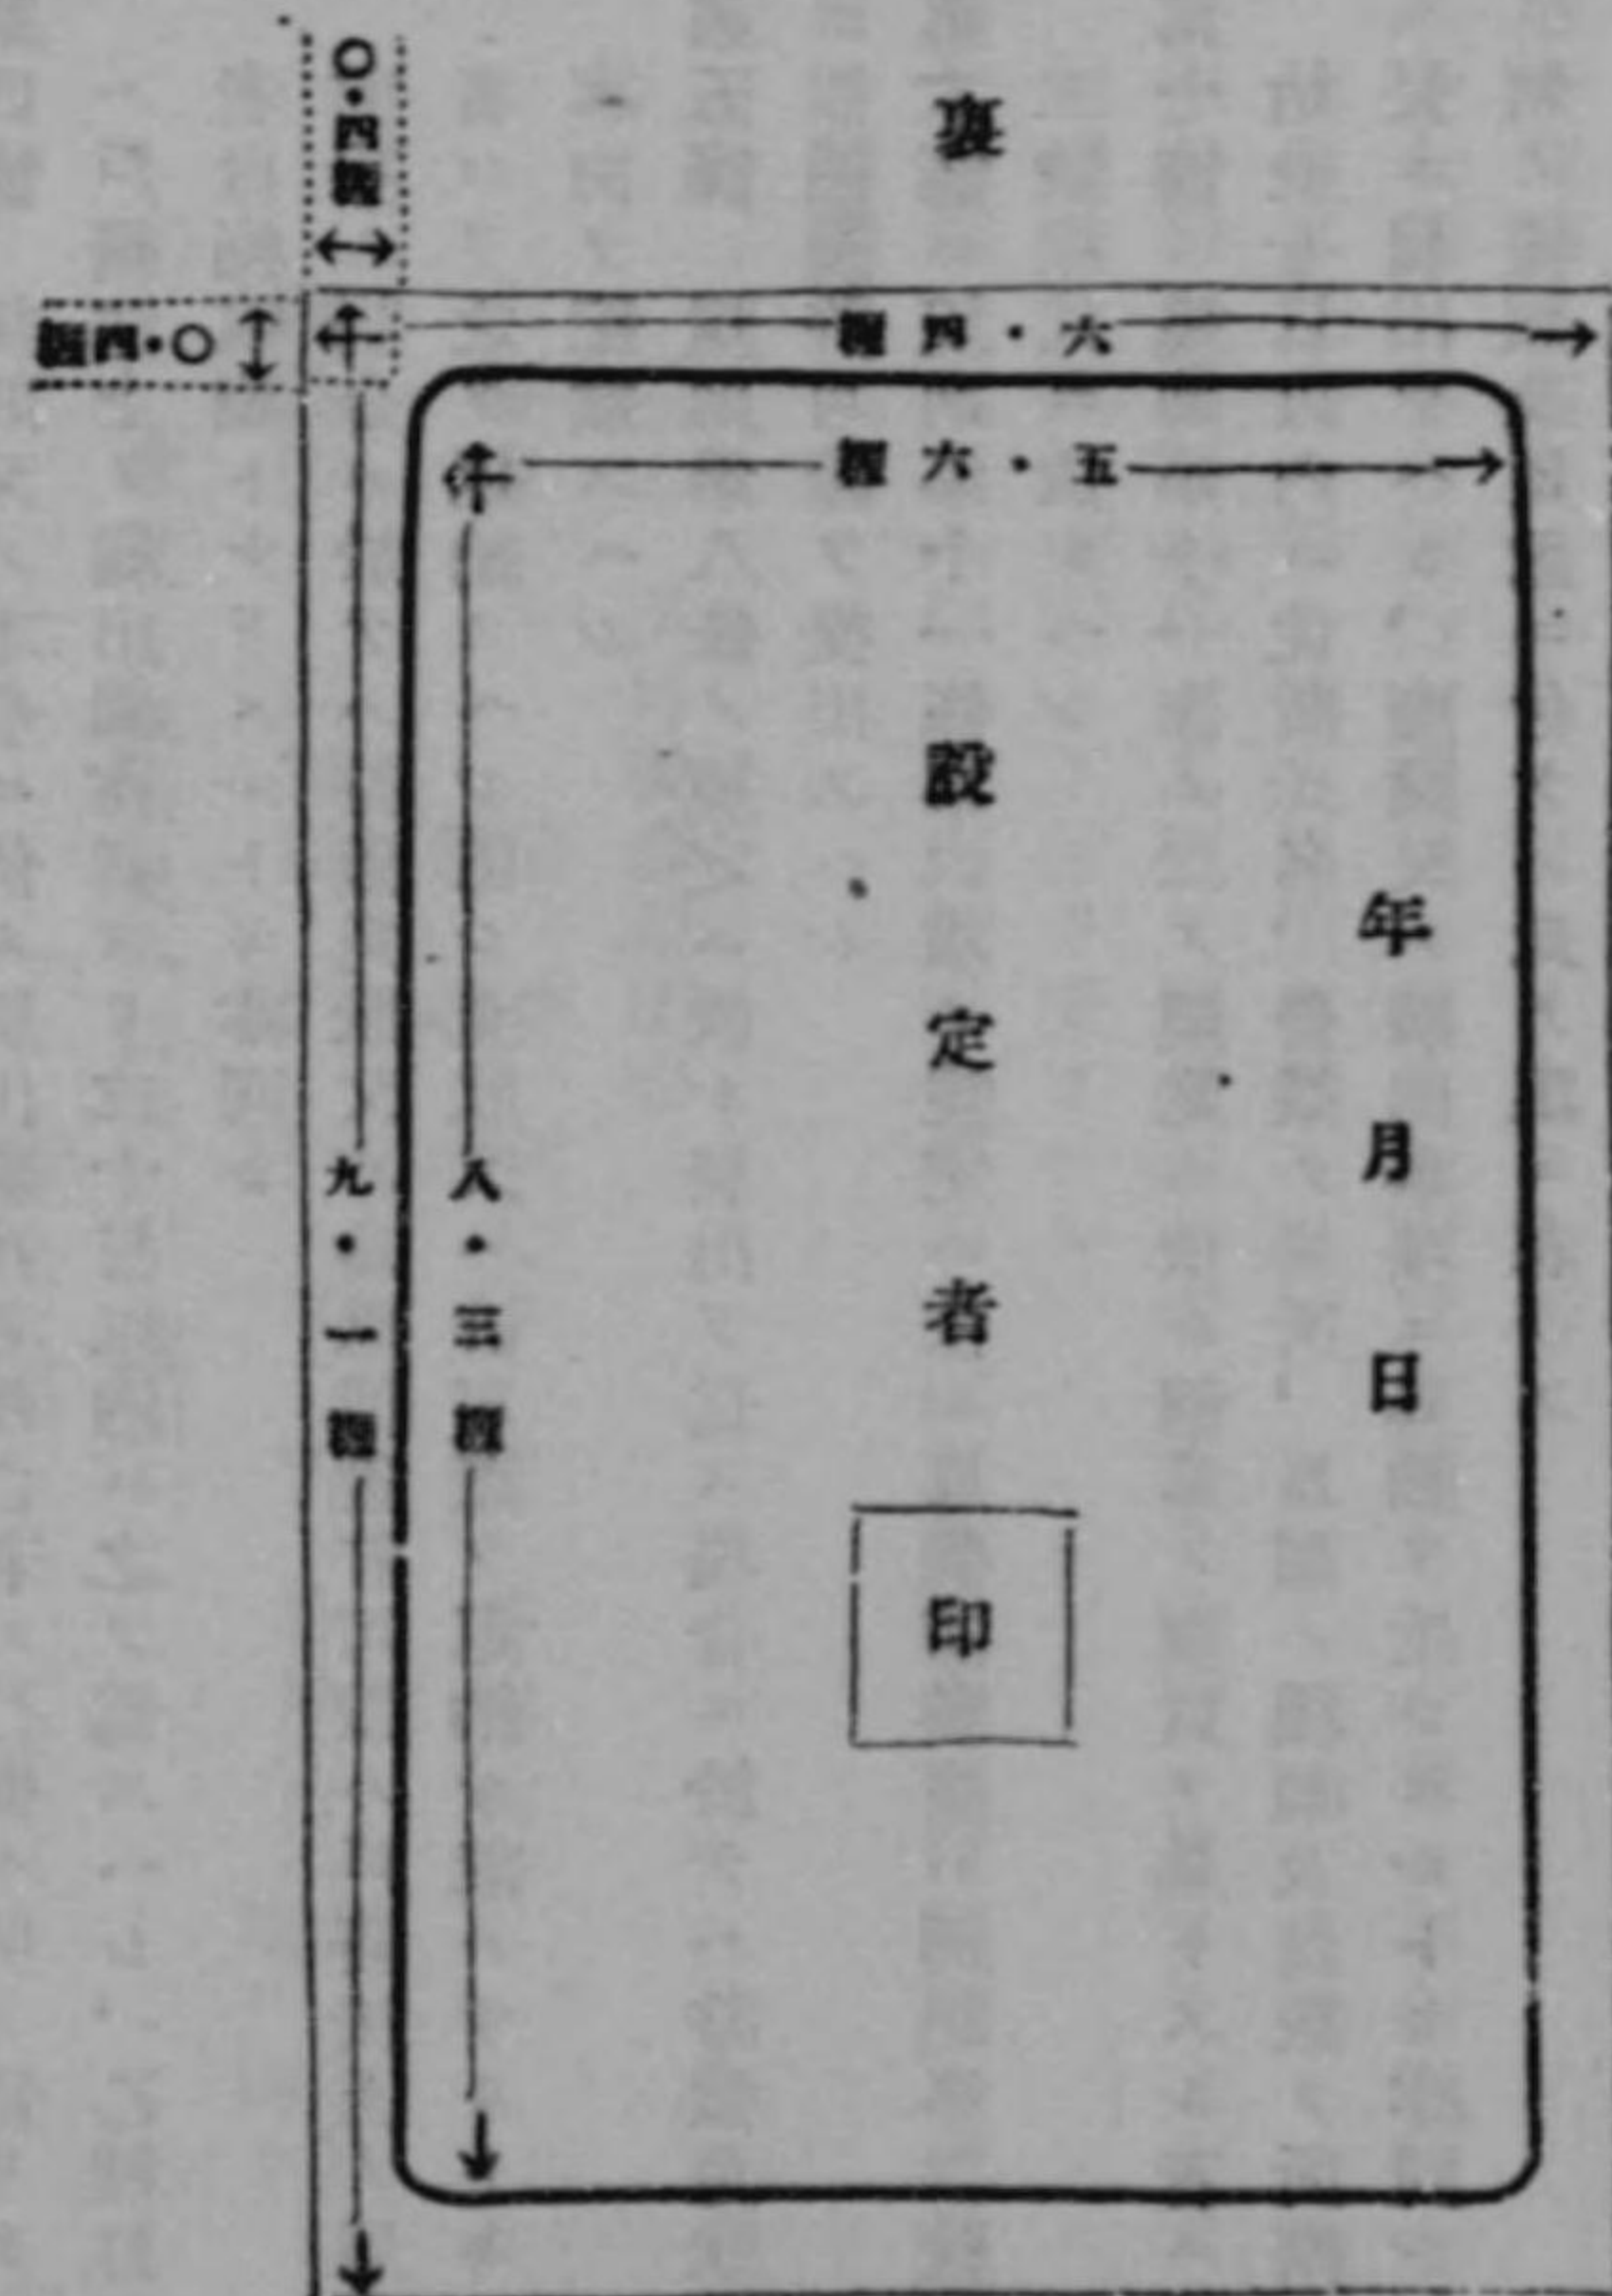 裏
〇・四糎
〇・四糎
六・四糎
五・六糎
年月日
設定者印
八・三糎
九・一糎